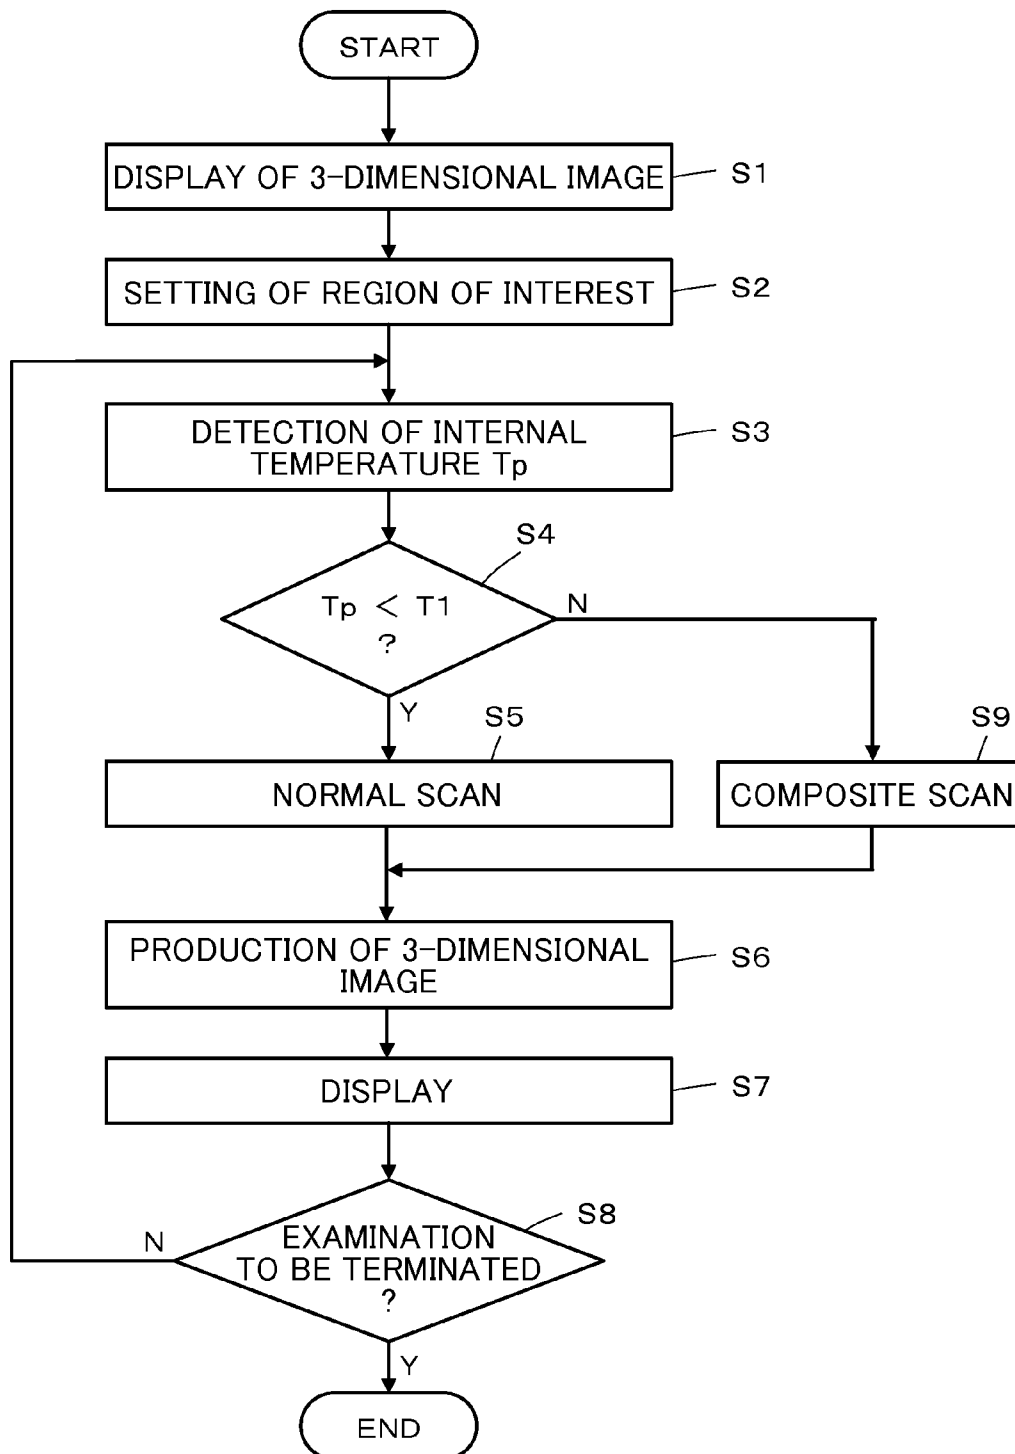 START
DISPLAY OF 3-DIMENSIONAL IMAGE
S1
SETTING OF REGION OF INTEREST
S2
DETECTION OF INTERNAL
TEMPERATURE Tp
S3
S4
Tp < T1
?
N
Y
S5
NORMAL SCAN
S9
COMPOSITE SCAN
PRODUCTION OF 3-DIMENSIONAL
IMAGE
S6
DISPLAY
S7
S8
EXAMINATION
TO BE TERMINATED
?
N
Y
END